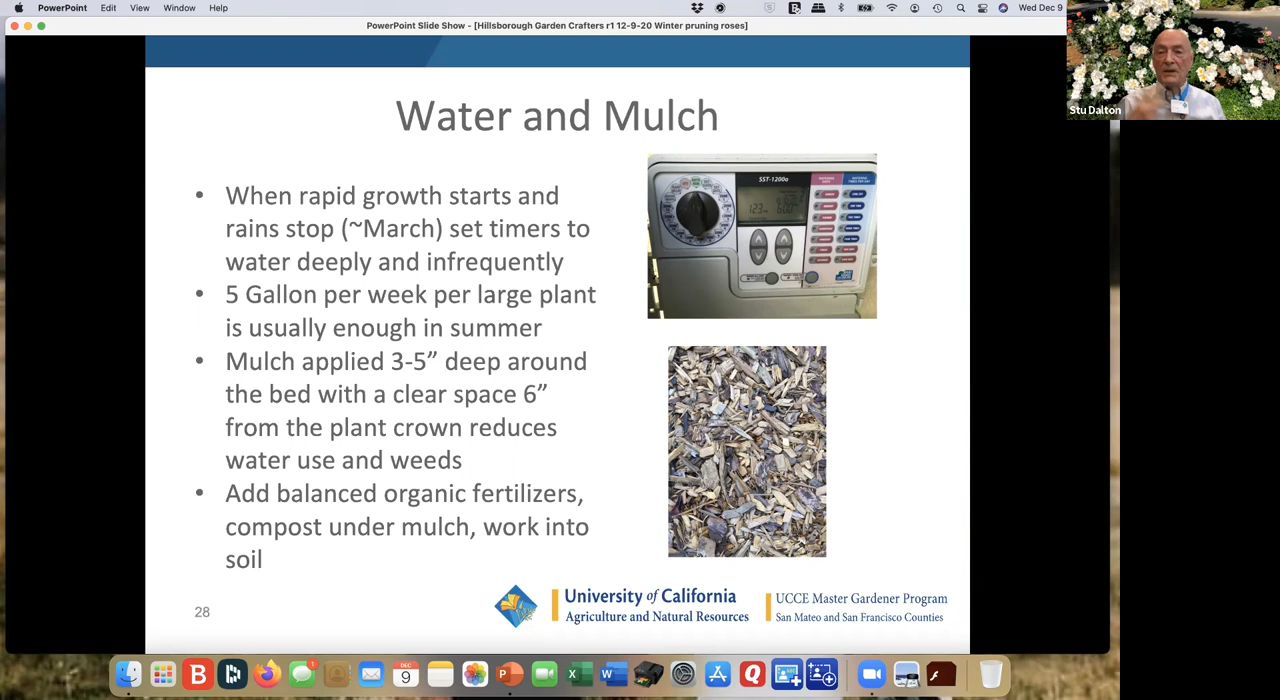 PowerPoint Edit View Window Help
Wed Dec 9
PowerPoint Slide Show - [Hillsborough Garden Crafters r1 12-9-20 Winter pruning roses]
Stu Dalton
Water and Mulch
• When rapid growth starts and
rains stop (~March) set timers to
water deeply and infrequently
• 5 Gallon per week per large plant
is usually enough in summer
• Mulch applied 3-5” deep around
the bed with a clear space 6”
from the plant crown reduces
water use and weeds
• Add balanced organic fertilizers,
compost under mulch, work into
soil
SST-1200o
28
University of California
Agriculture and Natural Resources
UCCE Master Gardener Program
San Mateo and San Francisco Counties
DEC
9